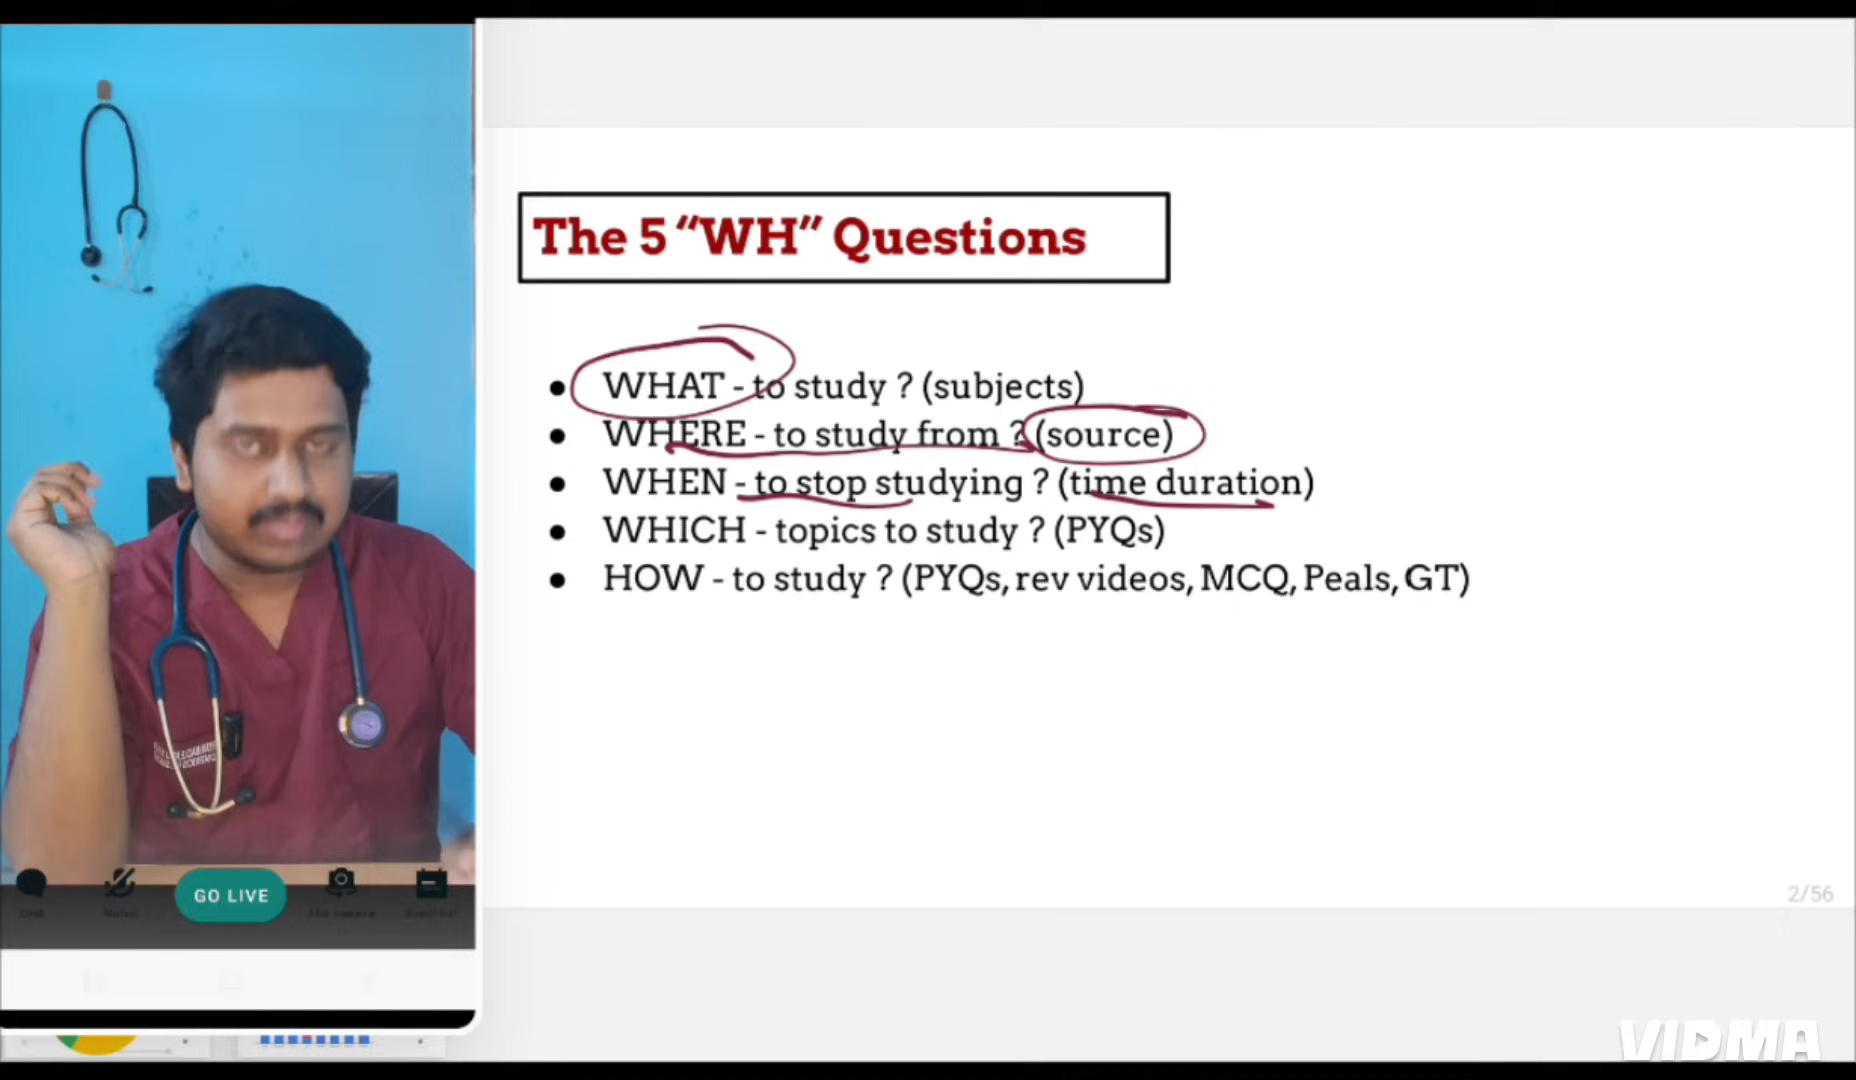 The 5 “WH” Questions
● WHAT - to study ? (subjects)
● WHERE - to study from ? (source)
● WHEN - to stop studying ? (time duration)
● WHICH - topics to study ? (PYQs)
● HOW - to study ? (PYQs, rev videos, MCQ, Peals, GT)
GO LIVE
Chat
2/56
VIDMA